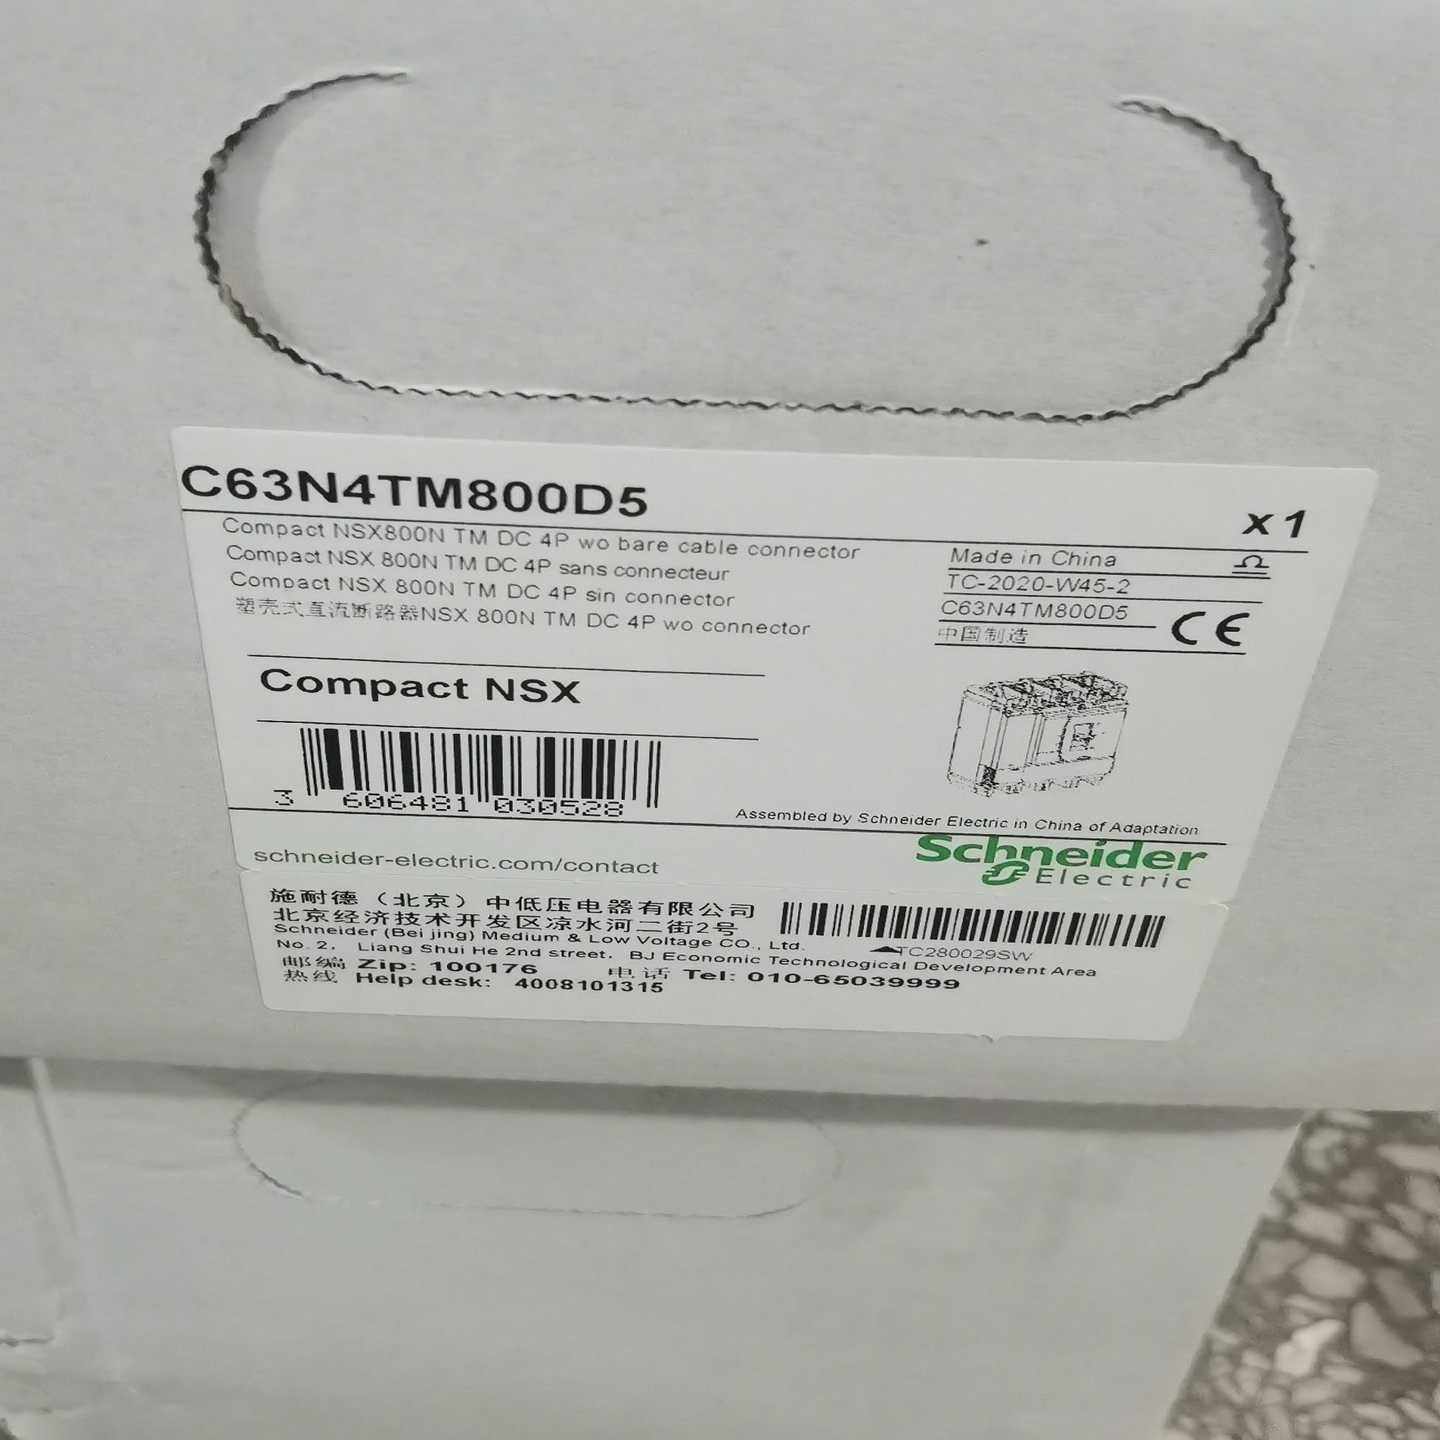 C63N4TM800D5
x1
Compact NSX800N TM DC 4P wo bare cable connector
Compact NSX 800N TM DC 4P sans connecteur
Compact NSX 800N TM DC 4P sin connector
塑壳式直流断路器NSX 800N TM DC 4P wo connector
Made in China
TC-2020-W45-2
C63N4TM800D5
中国制造
CE
Compact NSX
3 606481 030528
Assembled by Schneider Electric in China of Adaptation
schneider-electric.com/contact
Schneider
Electric
施耐德（北京）中低压电器有限公司
北京经济技术开发区凉水河二街2号
Schneider (Bei jing) Medium & Low Voltage CO., Ltd.
TC280029SW
No. 2, Liang Shui He 2nd street, BJ Economic Technological Development Area
邮编 Zip: 100176 电话 Tel: 010-65039999
热线 Help desk: 4008101315